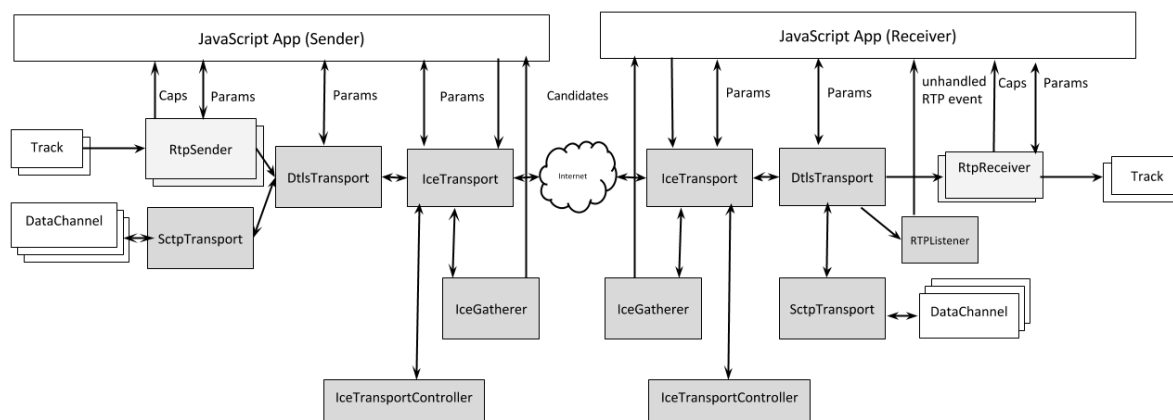 JavaScript App (Sender)
JavaScript App (Receiver)
Caps
Params
Params
Params
Candidates
Params
Params
unhandled
RTP event
Caps
Params
Track
RtpSender
DtlsTransport
IceTransport
Internet
IceTransport
DtlsTransport
RtpReceiver
Track
DataChannel
SctpTransport
RTPListener
IceGatherer
IceGatherer
SctpTransport
DataChannel
IceTransportController
IceTransportController